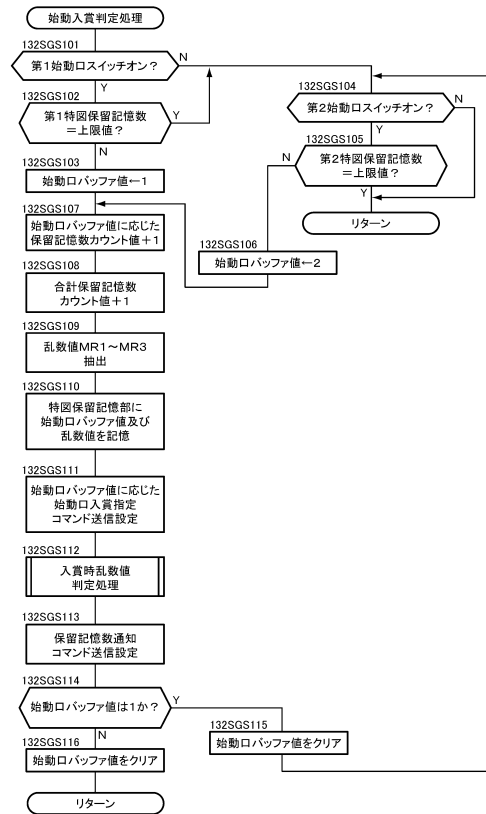 始動入賞判定処理
132SGS101
第1始動口スイッチオン？
N
Y
132SGS102
第1特図保留記憶数
＝上限値？
Y
N
132SGS103
始動口バッファ値←1
132SGS104
第2始動口スイッチオン？
N
Y
132SGS105
第2特図保留記憶数
＝上限値？
N
Y
リターン
132SGS106
始動口バッファ値←2
132SGS107
始動口バッファ値に応じた
保留記憶数カウント値＋1
132SGS108
合計保留記憶数
カウント値＋1
132SGS109
乱数値MR1～MR3
抽出
132SGS110
特図保留記憶部に
始動口バッファ値及び
乱数値を記憶
132SGS111
始動口バッファ値に応じた
始動口入賞指定
コマンド送信設定
132SGS112
入賞時乱数値
判定処理
132SGS113
保留記憶数通知
コマンド送信設定
132SGS114
始動口バッファ値は1か？
Y
N
132SGS115
始動口バッファ値をクリア
132SGS116
始動口バッファ値をクリア
リターン